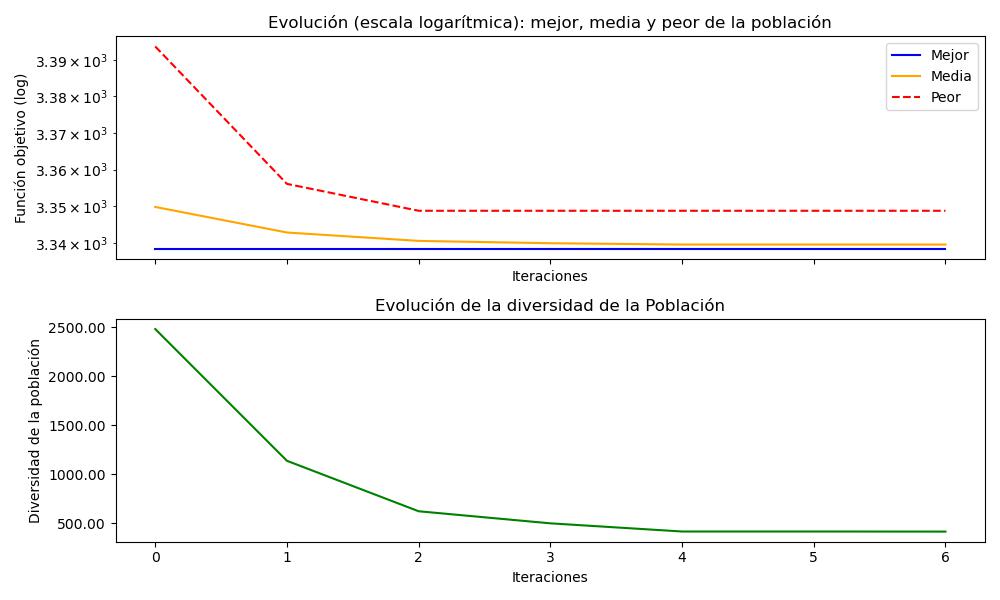 Evolución (escala logarítmica): mejor, media y peor de la población
Función objetivo (log)
3.39 × 10³
3.38 × 10³
3.37 × 10³
3.36 × 10³
3.35 × 10³
3.34 × 10³
Mejor
Media
Peor
Iteraciones
Evolución de la diversidad de la Población
Diversidad de la población
2500.00
2000.00
1500.00
1000.00
500.00
0 1 2 3 4 5 6
Iteraciones